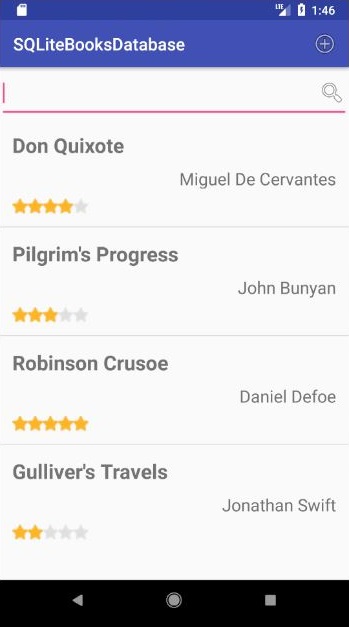 LTE 1:46
SQLiteBooksDatabase
Don Quixote
Miguel De Cervantes
Pilgrim's Progress
John Bunyan
Robinson Crusoe
Daniel Defoe
Gulliver's Travels
Jonathan Swift